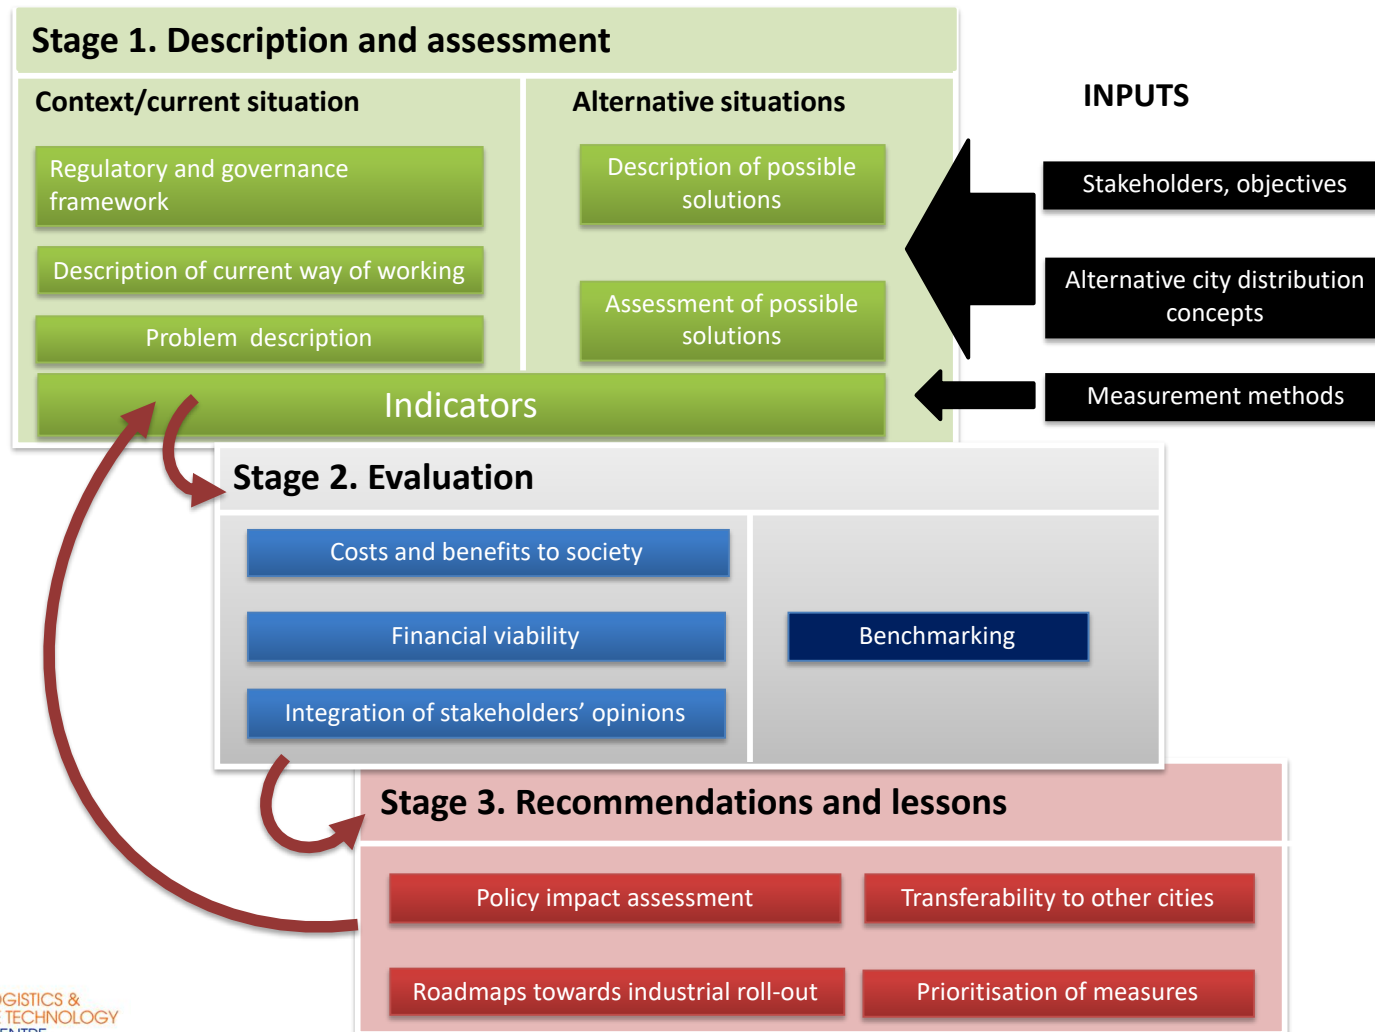 Stage 1. Description and assessment
Context/current situation
Alternative situations
INPUTS
Regulatory and governance
framework
Description of possible
solutions
Stakeholders, objectives
Description of current way of working
Alternative city distribution
concepts
Assessment of possible
solutions
Problem description
Measurement methods
Indicators
Stage 2. Evaluation
Costs and benefits to society
Financial viability
Benchmarking
Integration of stakeholders’ opinions
Stage 3. Recommendations and lessons
Policy impact assessment
Transferability to other cities
Roadmaps towards industrial roll-out
Prioritisation of measures
&
TECHNOLOGY